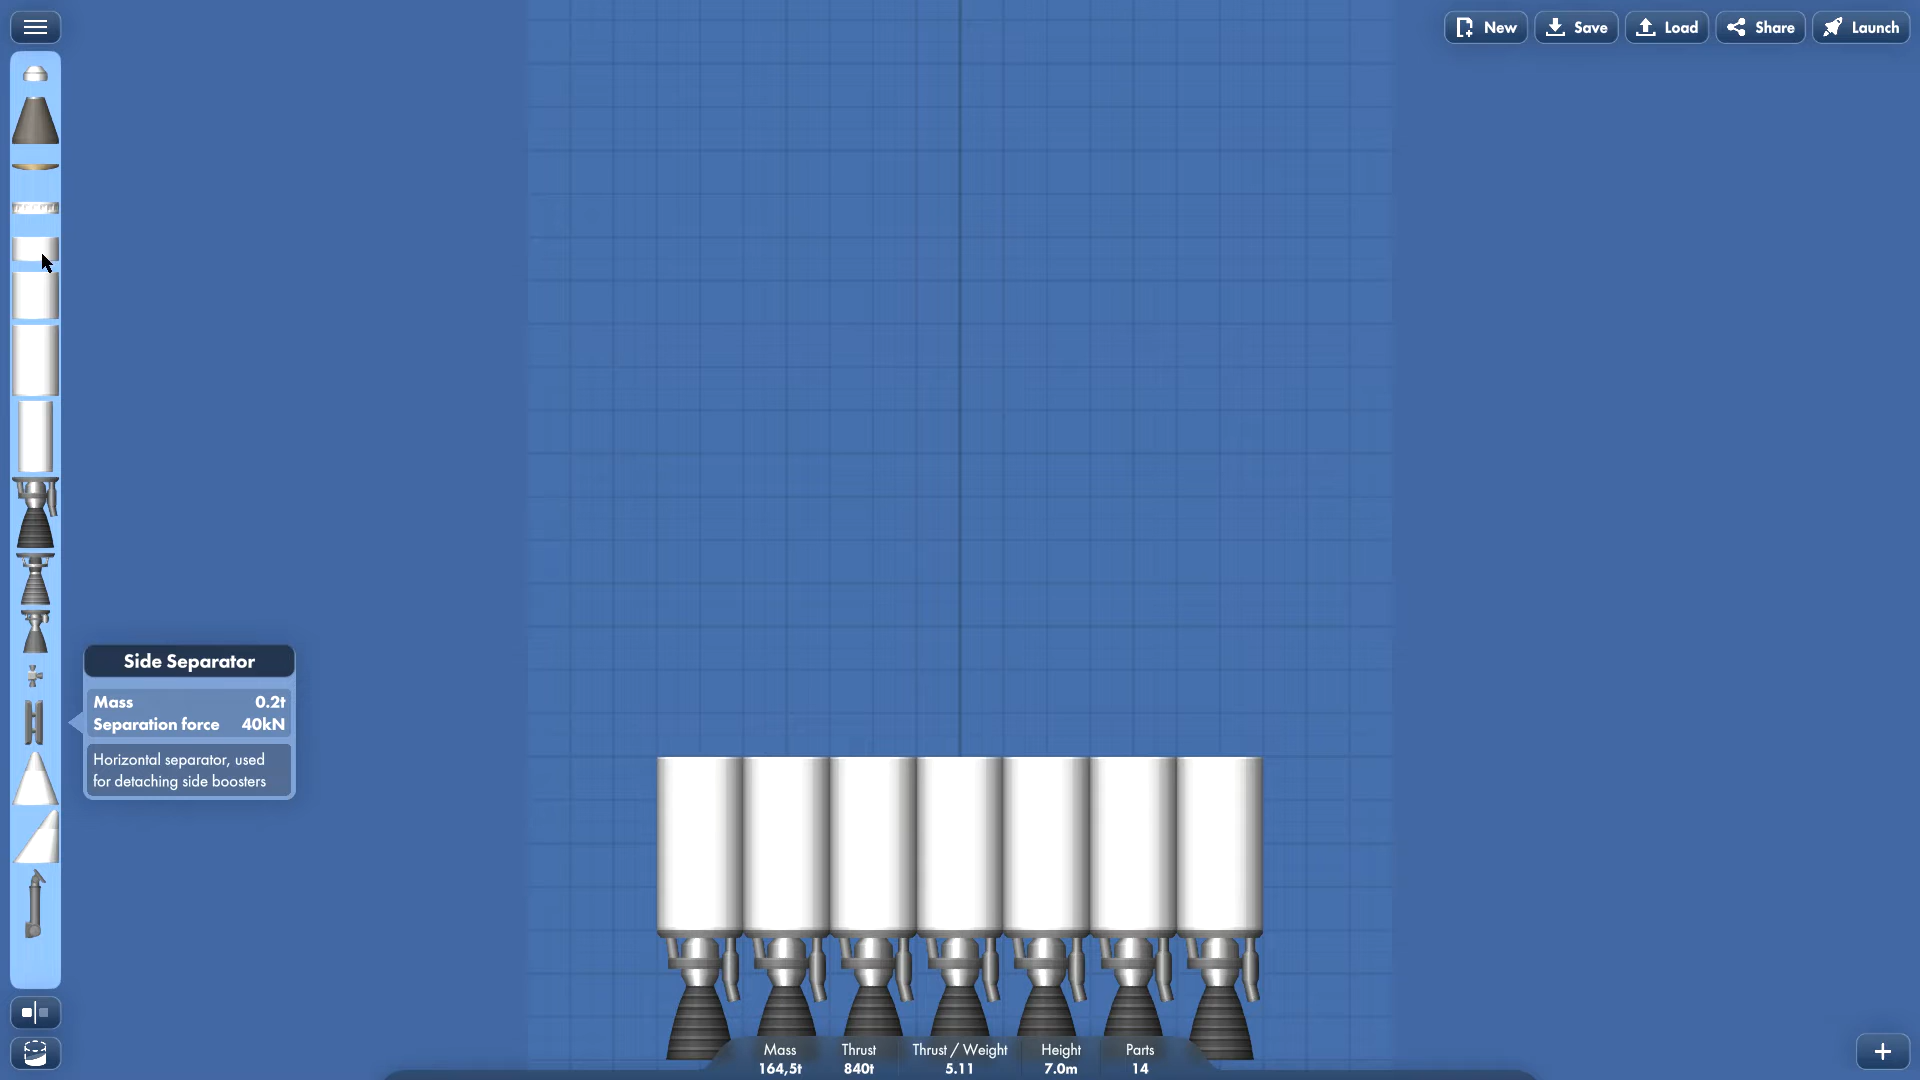 New
Save
Load
Share
Launch
Side Separator
Mass 0.2t
Separation force 40kN
Horizontal separator, used
for detaching side boosters
Mass Thrust Thrust / Weight Height Parts
164,5t 840t 5.11 7.0m 14